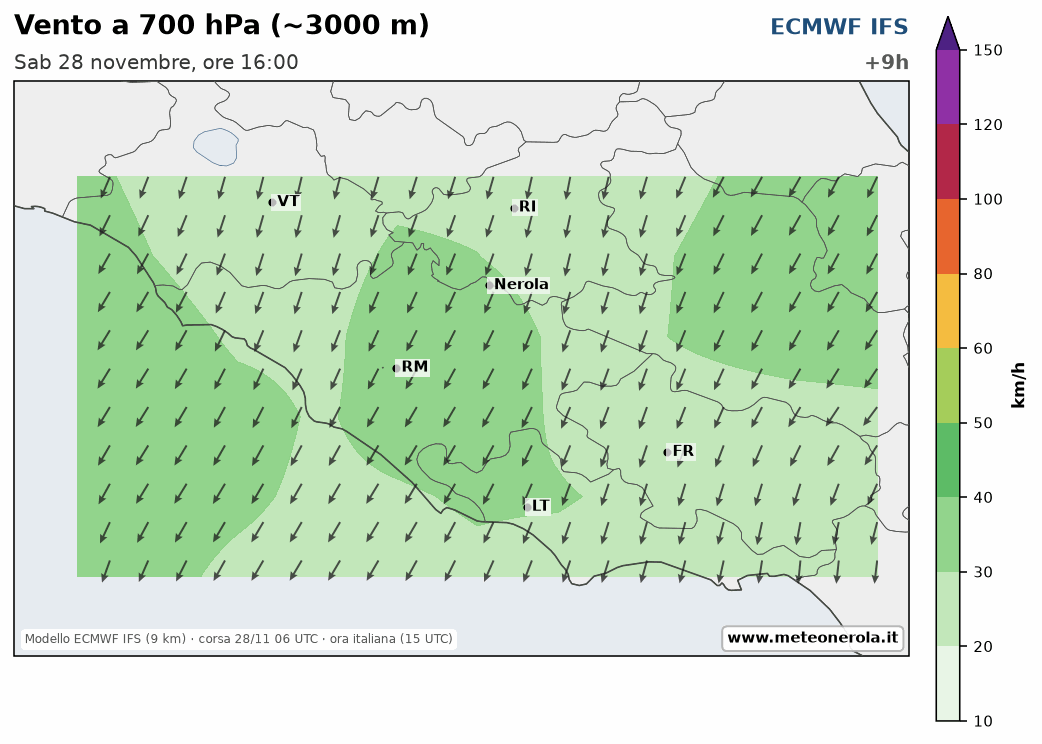 Vento a 700 hPa (~3000 m)
ECMWF IFS
Sab 28 novembre, ore 16:00
+9h
VT
RI
Nerola
RM
FR
LT
Modello ECMWF IFS (9 km) · corsa 28/11 06 UTC · ora italiana (15 UTC)
www.meteonerola.it
150
120
100
80
60
50
40
30
20
10
km/h